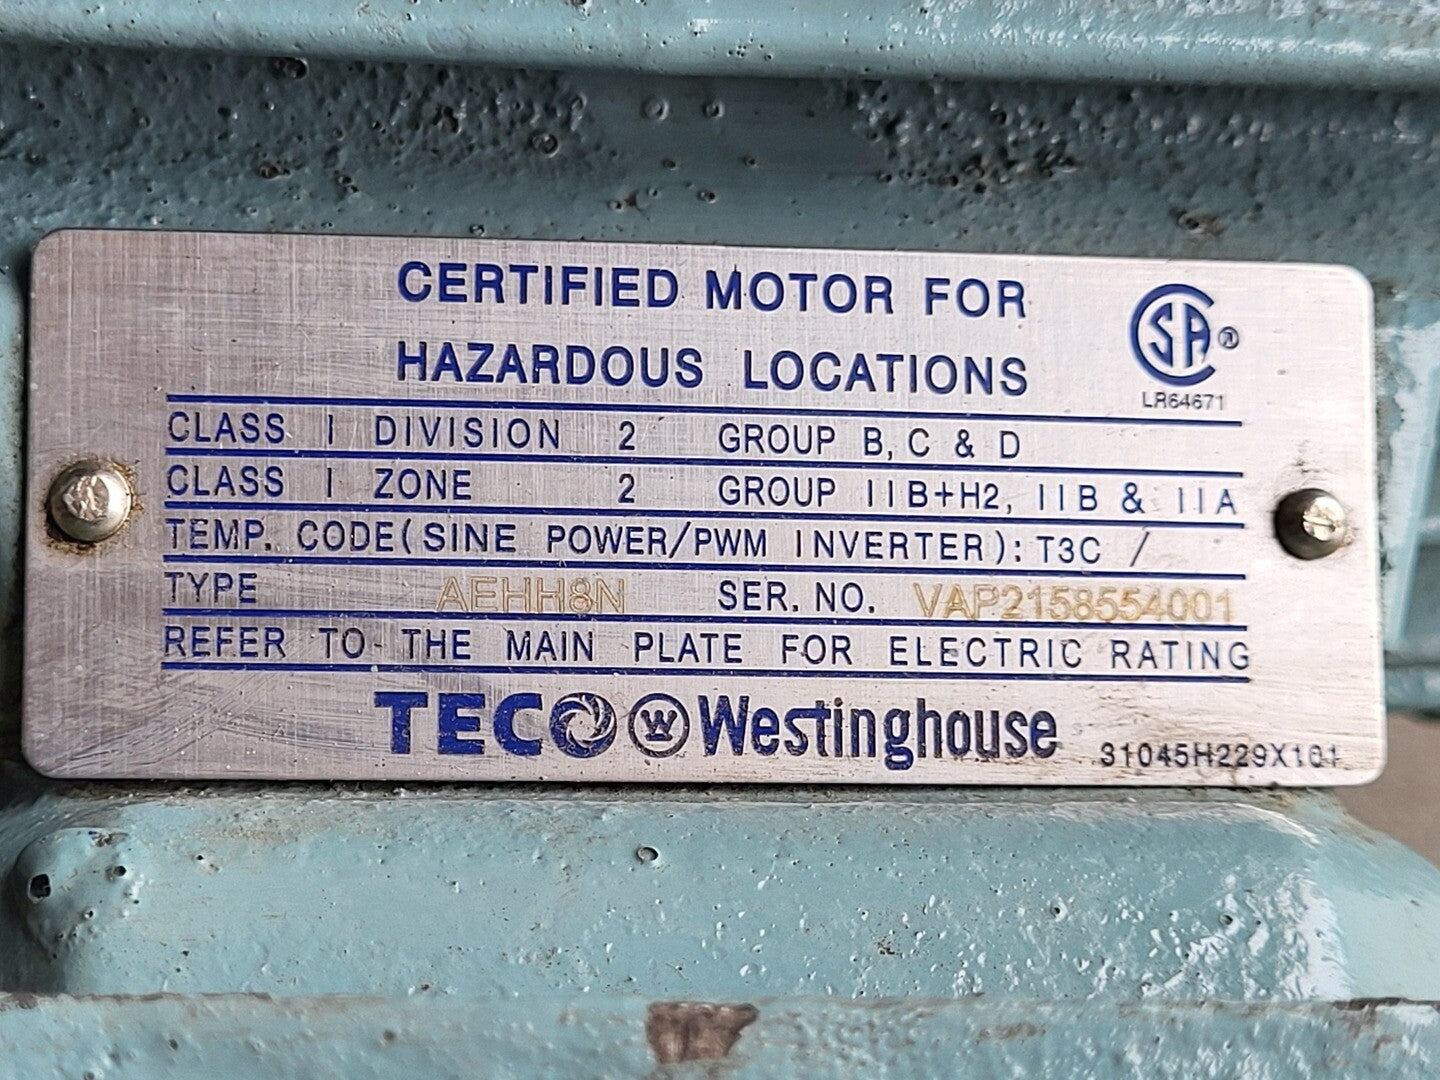 CERTIFIED MOTOR FOR
HAZARDOUS LOCATIONS
SA®
LR64671
CLASS I DIVISION 2 GROUP B, C & D
CLASS I ZONE 2 GROUP IIB+H2, IIB & IIA
TEMP. CODE(SINE POWER/PWM INVERTER): T3C /
TYPE AEHH8N SER. NO. VAP2158554001
REFER TO THE MAIN PLATE FOR ELECTRIC RATING
TECO W Westinghouse 31045H229X101